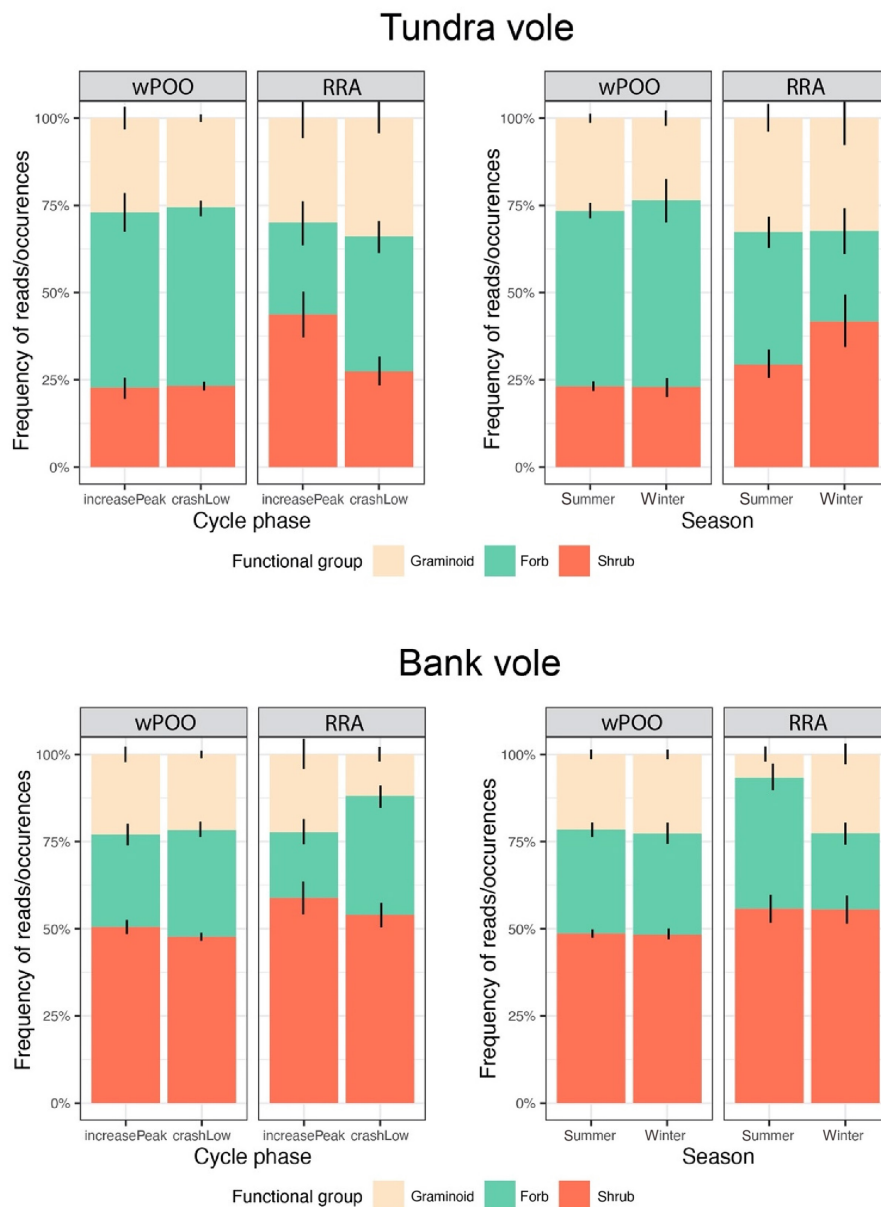 Tundra vole
wPOO
RRA
wPOO
RRA
Frequency of reads/occurences
100%
75%
50%
25%
0%
increasePeak
crashLow
increasePeak
crashLow
Cycle phase
Frequency of reads/occurences
100%
75%
50%
25%
0%
Summer
Winter
Summer
Winter
Season
Functional group Graminoid Forb Shrub
Bank vole
wPOO
RRA
wPOO
RRA
Frequency of reads/occurences
100%
75%
50%
25%
0%
increasePeak
crashLow
increasePeak
crashLow
Cycle phase
Frequency of reads/occurences
100%
75%
50%
25%
0%
Summer
Winter
Summer
Winter
Season
Functional group Graminoid Forb Shrub